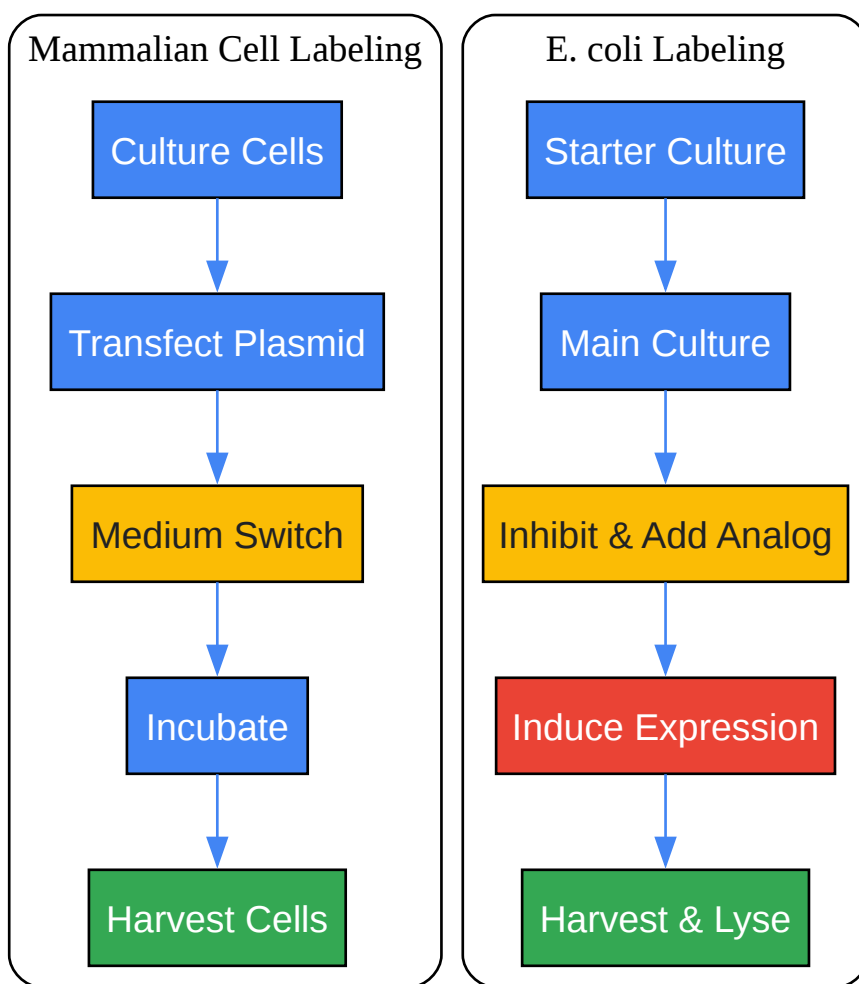 Mammalian Cell Labeling
Culture Cells
Transfect Plasmid
Medium Switch
Incubate
Harvest Cells
E. coli Labeling
Starter Culture
Main Culture
Inhibit & Add Analog
Induce Expression
Harvest & Lyse